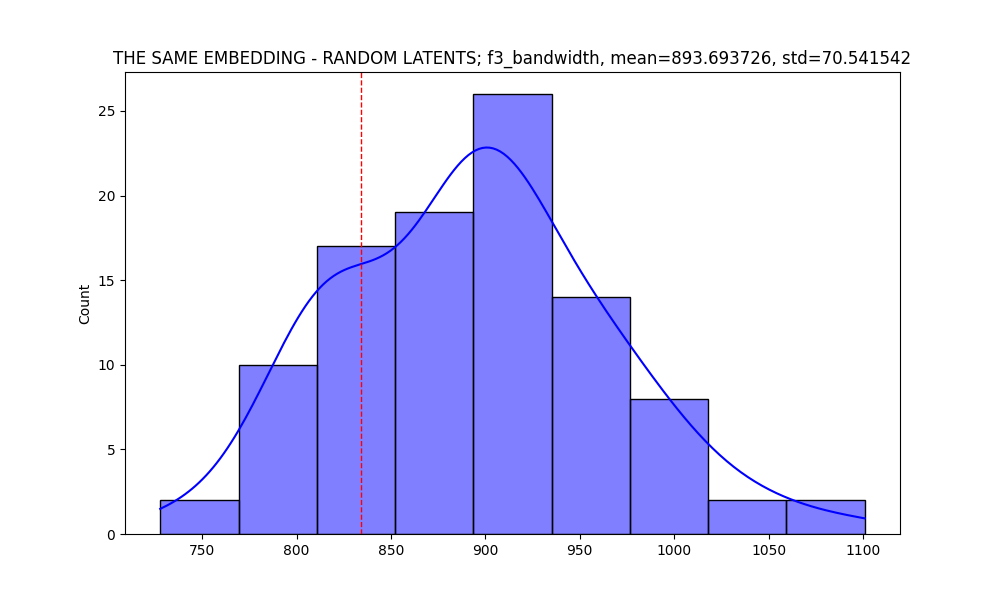 THE SAME EMBEDDING - RANDOM LATENTS; f3_bandwidth, mean=893.693726, std=70.541542
25
20
15
10
5
0
Count
750 800 850 900 950 1000 1050 1100